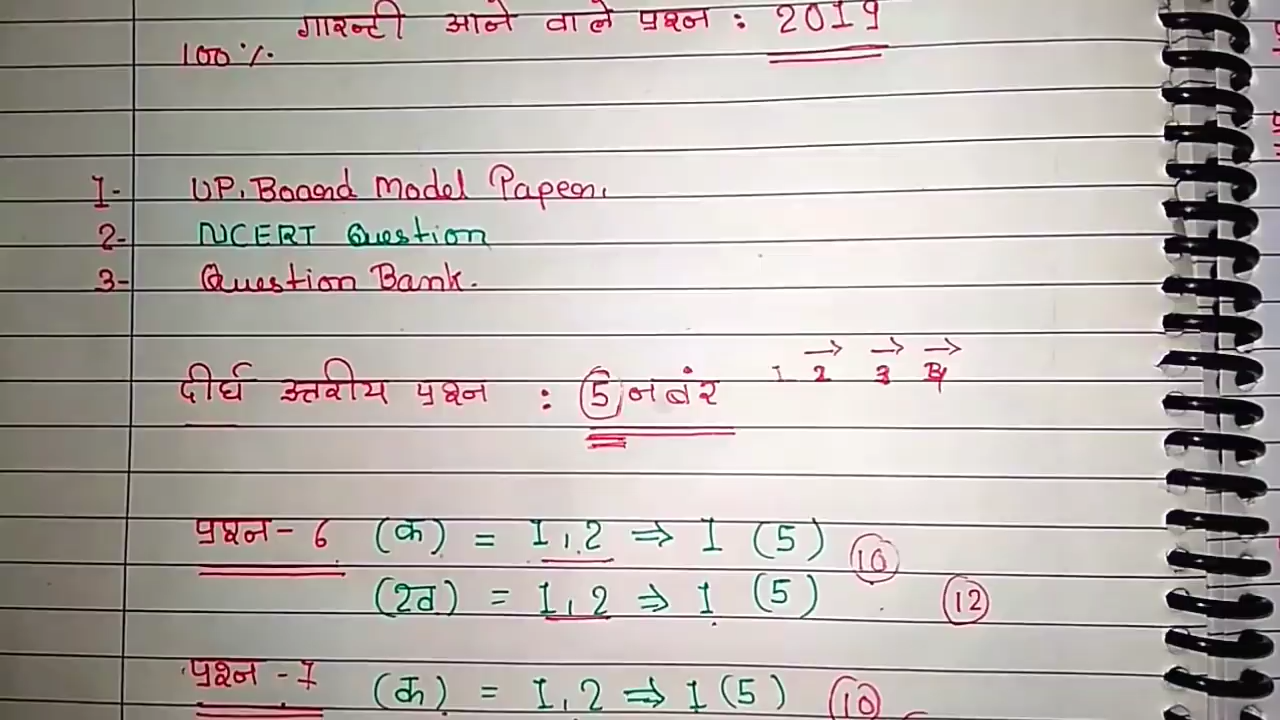 गारन्टी आने वाले प्रश्न : 2019
100%
1- UP. Board Model Paper.
2- NCERT Question
3- Question Bank.
दीर्घ उत्तरीय प्रश्न : 5 नबंर 1 2 3 4
प्रश्न - 6 (क) = 1,2 ⇒ 1 (5) 10
(ख) = 1,2 ⇒ 1 (5) 12
प्रश्न - 7 (क) = 1,2 ⇒ 1 (5) 10